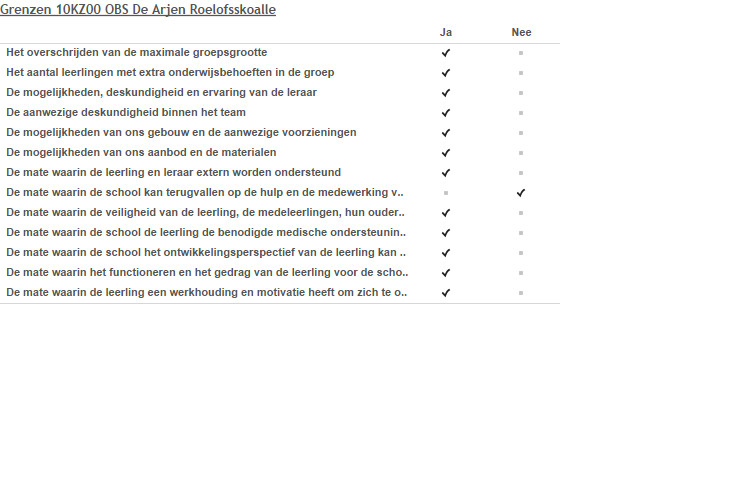 Grenzen 10KZ00 OBS De Arjen Roelofsskoalle
Ja Nee
Het overschrijden van de maximale groepsgrootte
Het aantal leerlingen met extra onderwijsbehoeften in de groep
De mogelijkheden, deskundigheid en ervaring van de leraar
De aanwezige deskundigheid binnen het team
De mogelijkheden van ons gebouw en de aanwezige voorzieningen
De mogelijkheden van ons aanbod en de materialen
De mate waarin de leerling en leraar extern worden ondersteund
De mate waarin de school kan terugvallen op de hulp en de medewerking v..
De mate waarin de veiligheid van de leerling, de medeleerlingen, hun ouder..
De mate waarin de school de leerling de benodigde medische ondersteunin..
De mate waarin de school het ontwikkelingsperspectief van de leerling kan ..
De mate waarin het functioneren en het gedrag van de leerling voor de scho..
De mate waarin de leerling een werkhouding en motivatie heeft om zich te o..